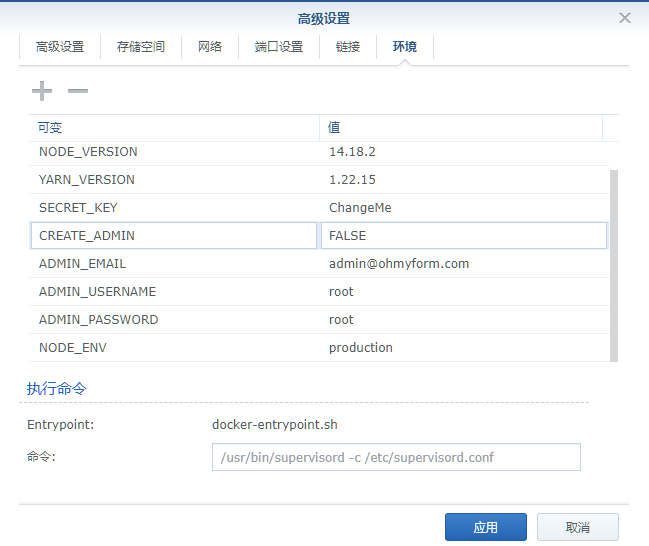 高级设置
高级设置 存储空间 网络 端口设置 链接 环境
可变 值
NODE_VERSION 14.18.2
YARN_VERSION 1.22.15
SECRET_KEY ChangeMe
CREATE_ADMIN FALSE
ADMIN_EMAIL admin@ohmyform.com
ADMIN_USERNAME root
ADMIN_PASSWORD root
NODE_ENV production
执行命令
Entrypoint: docker-entrypoint.sh
命令: /usr/bin/supervisord -c /etc/supervisord.conf
应用 取消